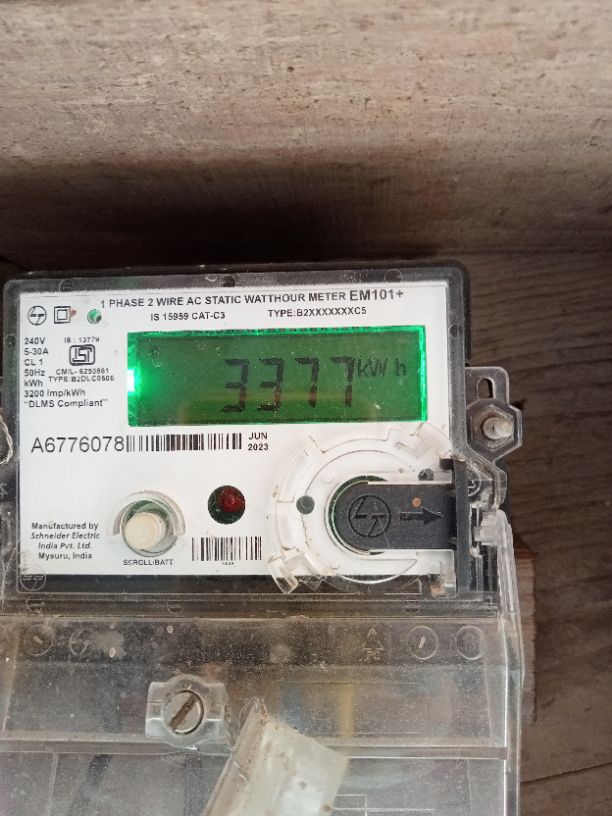 1 PHASE 2 WIRE AC STATIC WATTHOUR METER EM101+
IS 15959 CAT-C3 TYPE:B2XXXXXXXC5
240V
5-30A
CL 1
50Hz
kWh
3200 Imp/kWh
"DLMS Compliant"
IS : 13779
CM/L- 6250861
TYPE: B2DLC0606
3377 kWh
A6776078
JUN
2023
Manufactured by
Schneider Electric
India Pvt. Ltd.
Mysuru, India
SCROLL/BATT